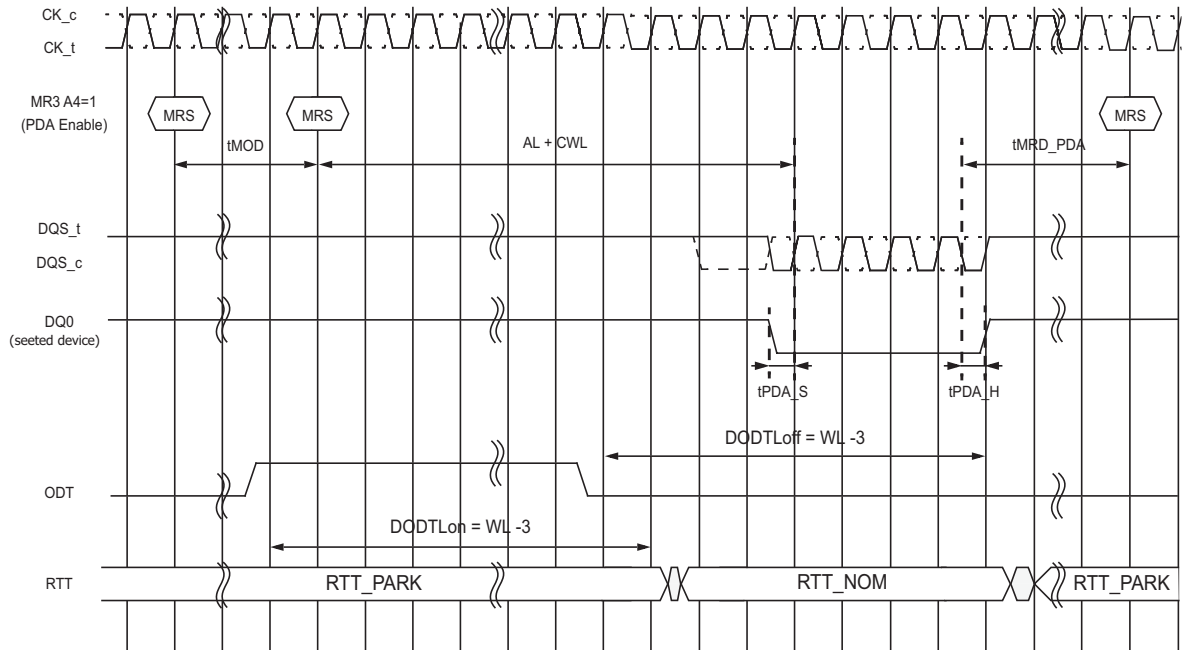 CK_c
CK_t
MR3 A4=1
(PDA Enable)
MRS
MRS
MRS
tMOD
AL + CWL
tMRD_PDA
DQS_t
DQS_c
DQ0
(seeted device)
tPDA_S
tPDA_H
DODTLoff = WL -3
ODT
DODTLon = WL -3
RTT
RTT_PARK
RTT_NOM
RTT_PARK